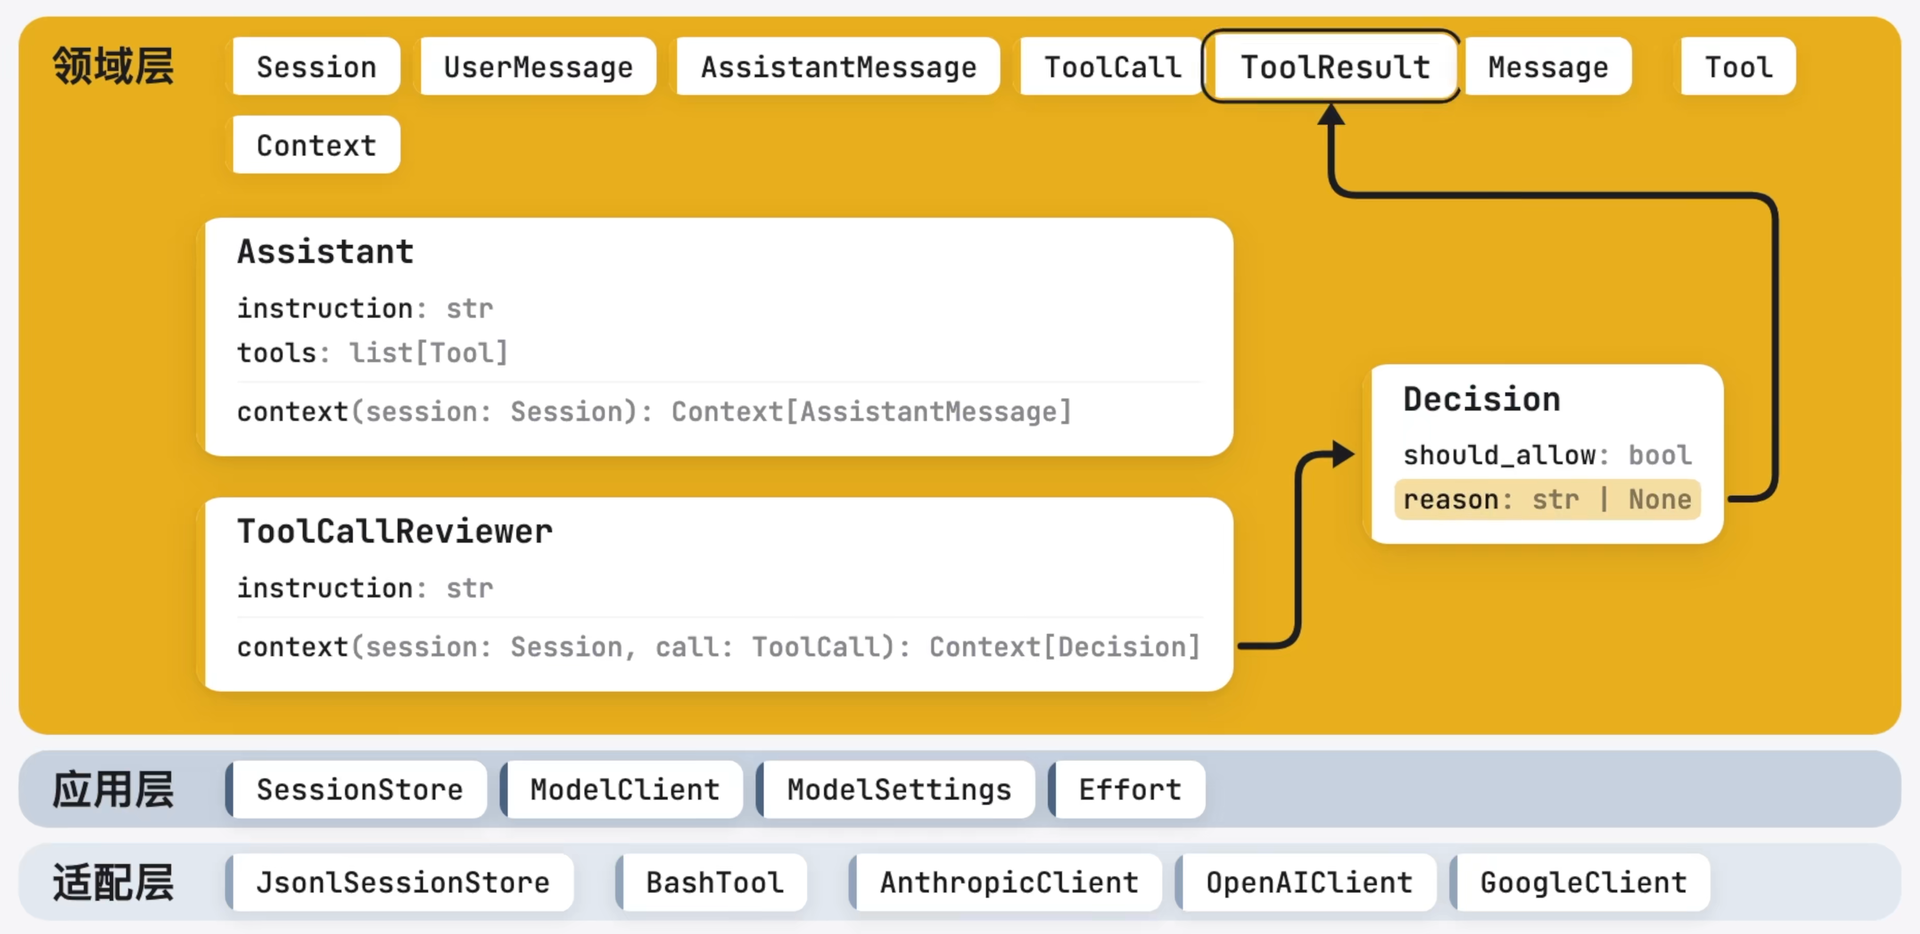 领域层
Session
UserMessage
AssistantMessage
ToolCall
ToolResult
Message
Tool
Context
Assistant
instruction: str
tools: list[Tool]
context(session: Session): Context[AssistantMessage]
ToolCallReviewer
instruction: str
context(session: Session, call: ToolCall): Context[Decision]
Decision
should_allow: bool
reason: str | None
应用层
SessionStore
ModelClient
ModelSettings
Effort
适配层
JsonlSessionStore
BashTool
AnthropicClient
OpenAIClient
GoogleClient